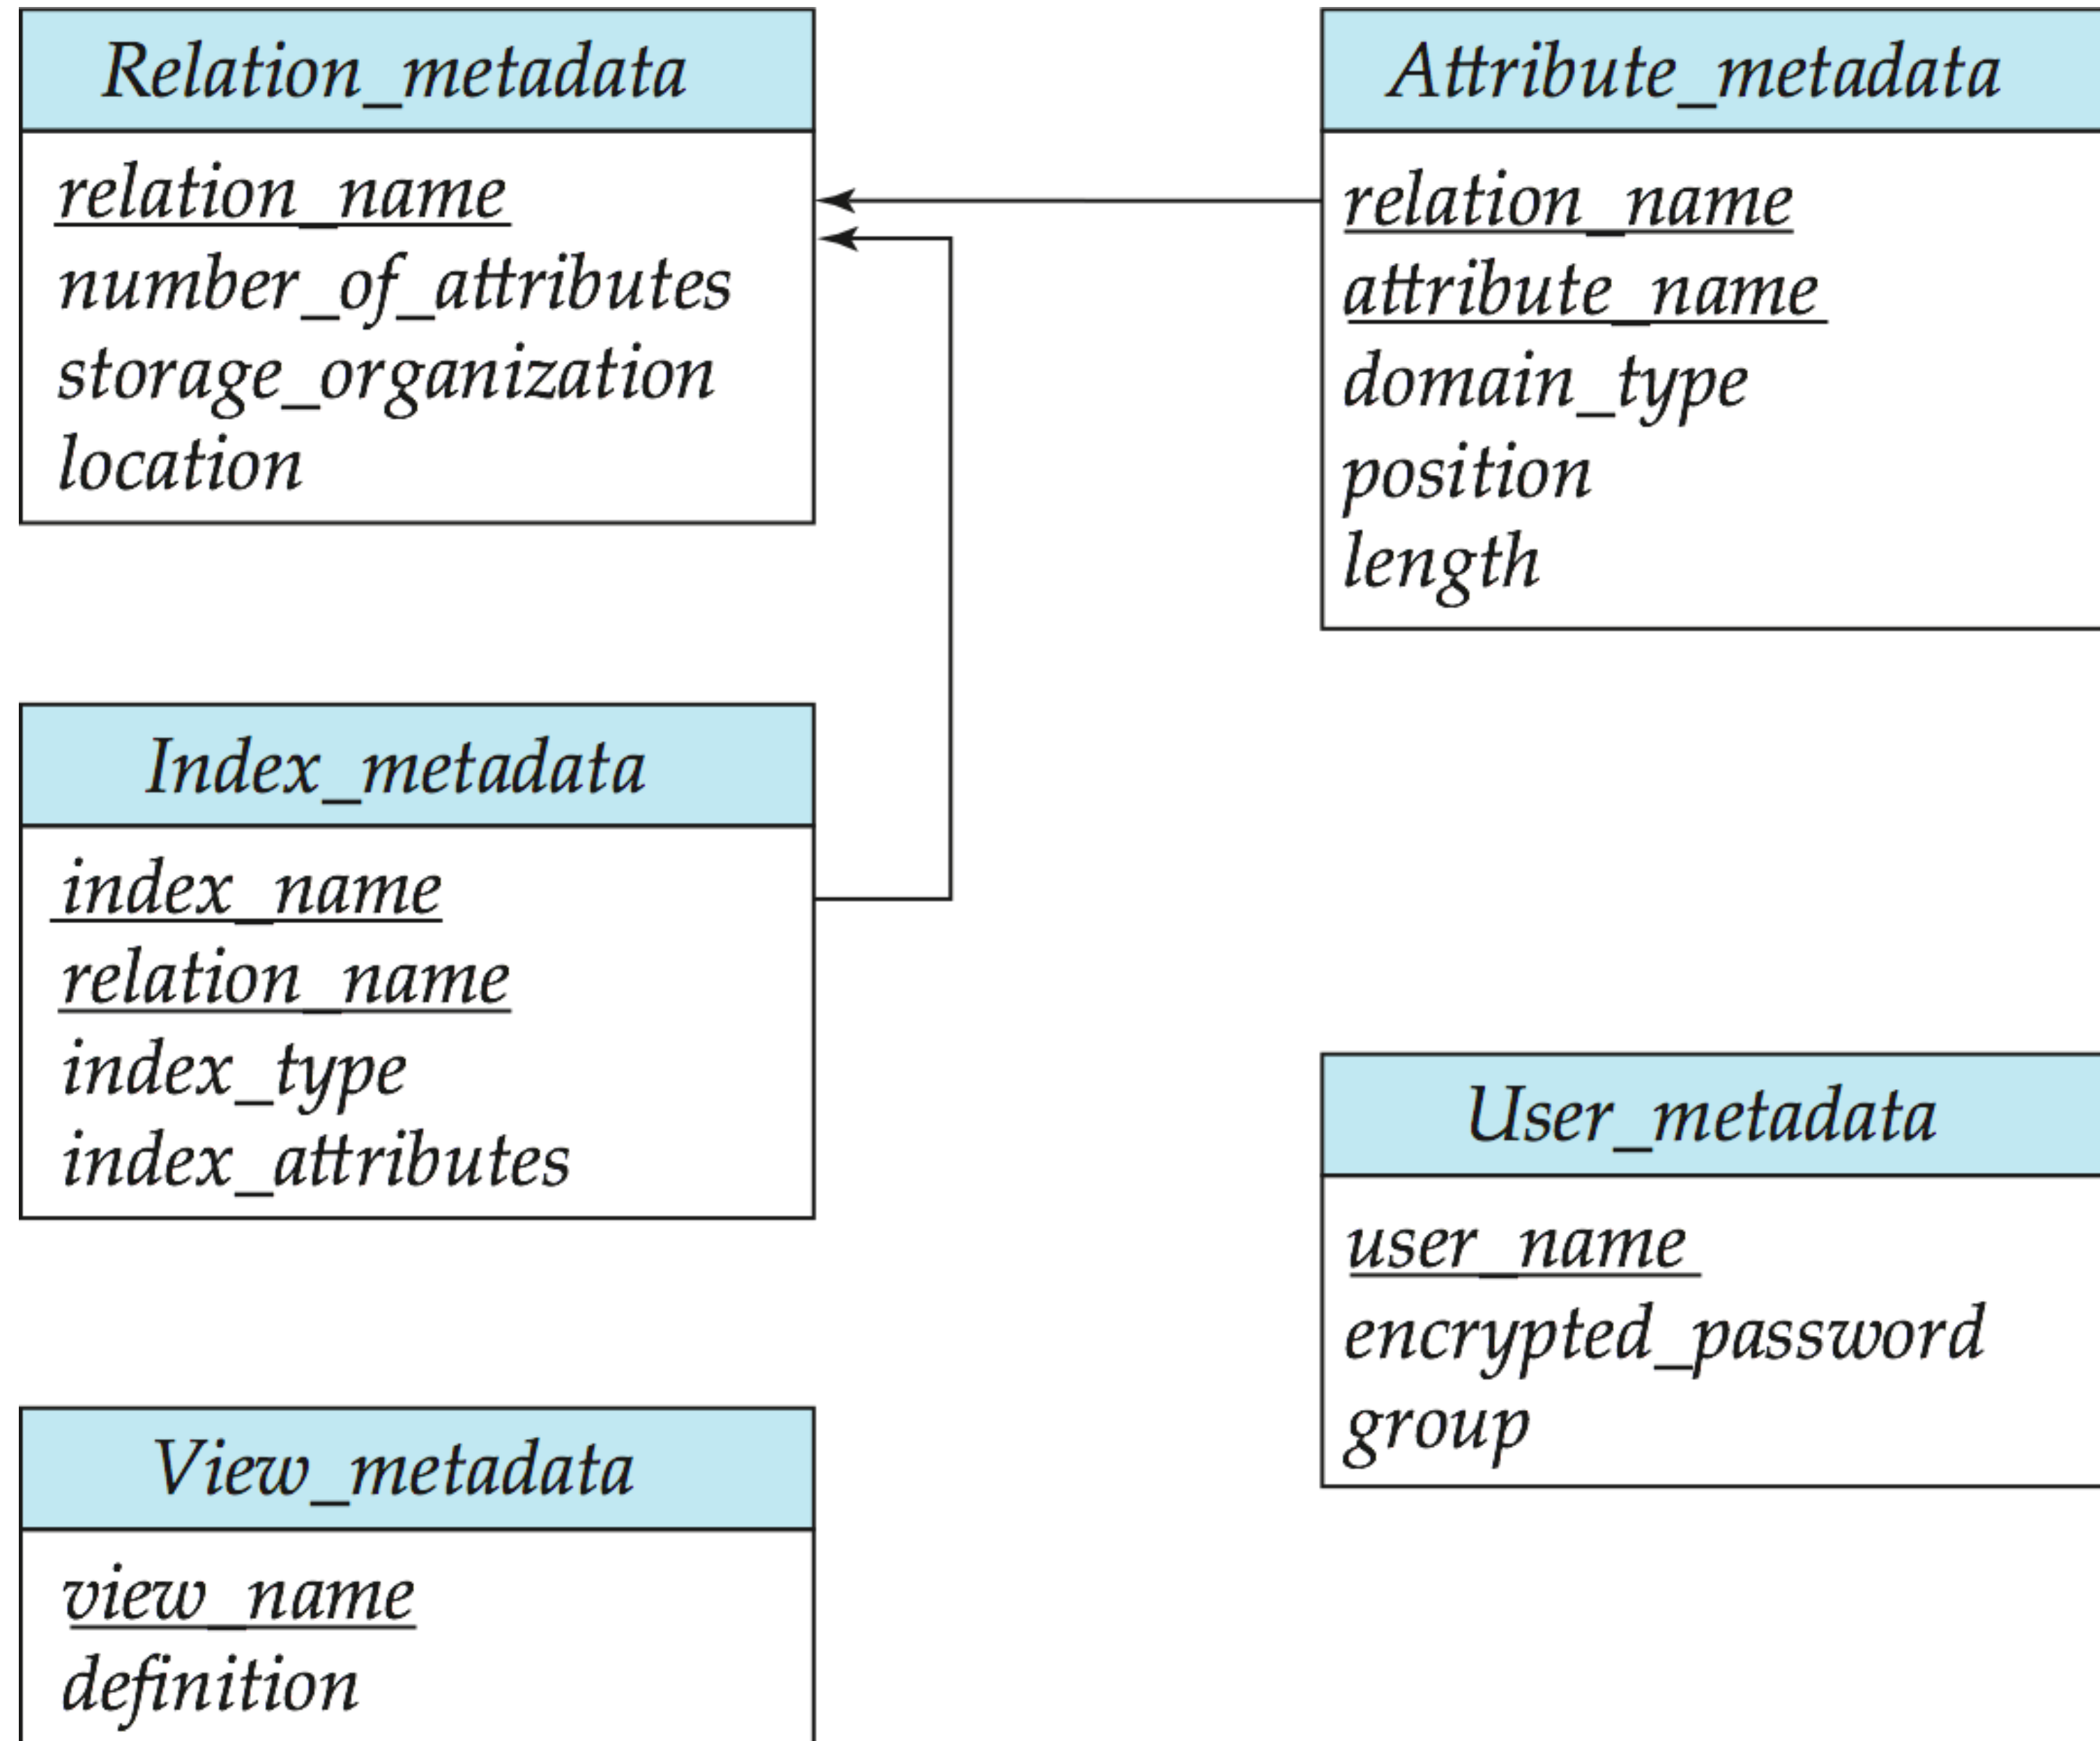 Relation_metadata
relation_name
number_of_attributes
storage_organization
location
Attribute_metadata
relation_name
attribute_name
domain_type
position
length
Index_metadata
index_name
relation_name
index_type
index_attributes
User_metadata
user_name
encrypted_password
group
View_metadata
view_name
definition